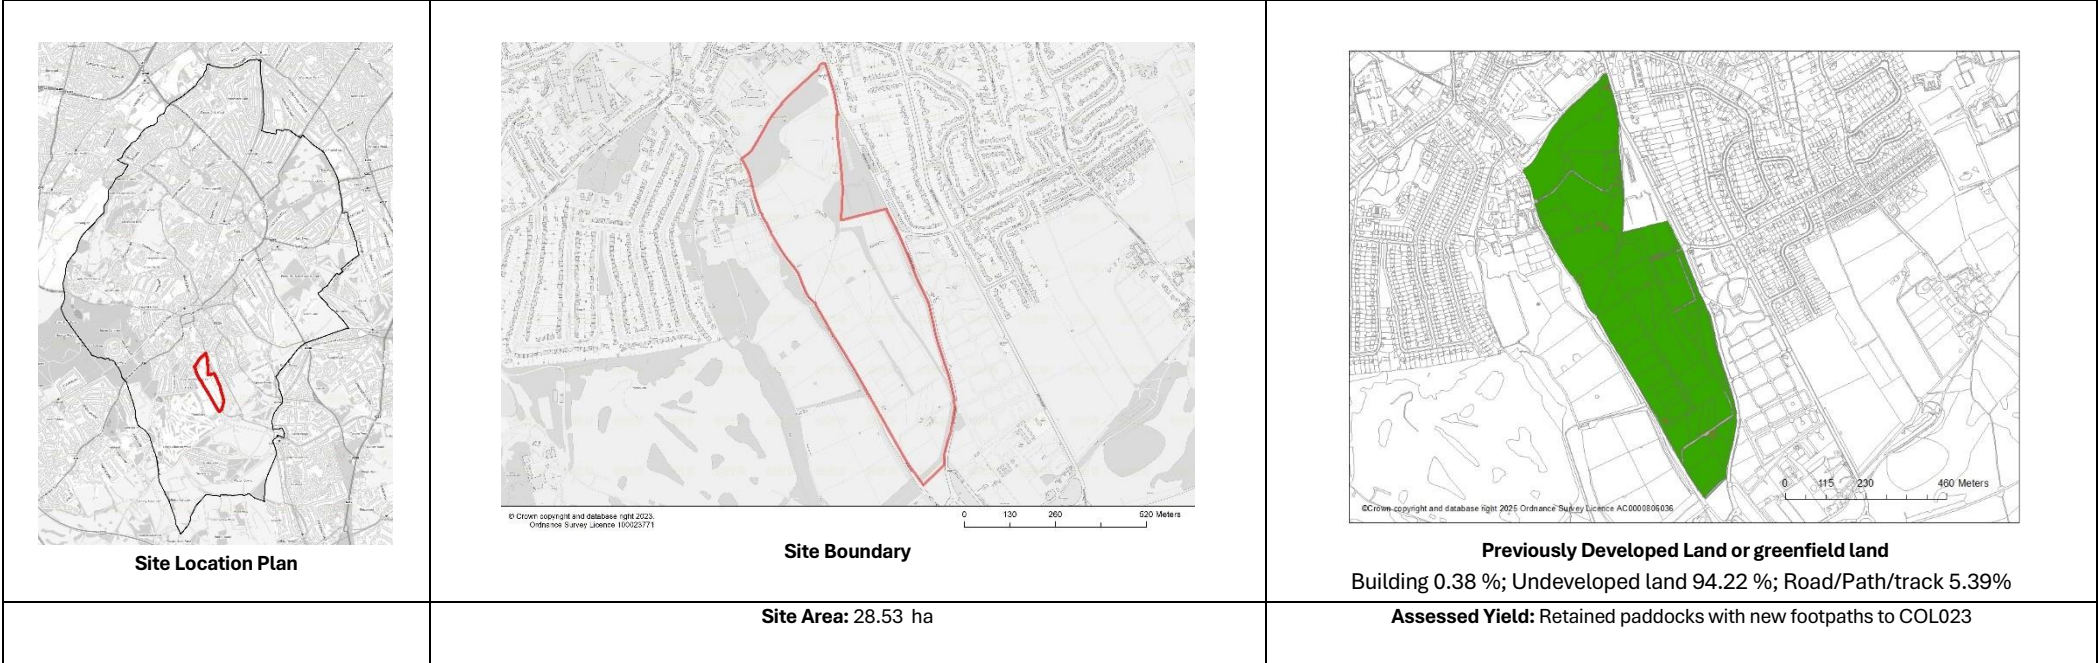 © Crown copyright and database right 2023.
Ordnance Survey Licence 100023771
0 130 260 520 Meters
0 115 230 460 Meters
©Crown copyright and database right 2025 Ordnance Survey Licence AC0000805036
Site Location Plan
Site Boundary
Previously Developed Land or greenfield land
Building 0.38 %; Undeveloped land 94.22 %; Road/Path/track 5.39%
Site Area: 28.53 ha
Assessed Yield: Retained paddocks with new footpaths to COL023